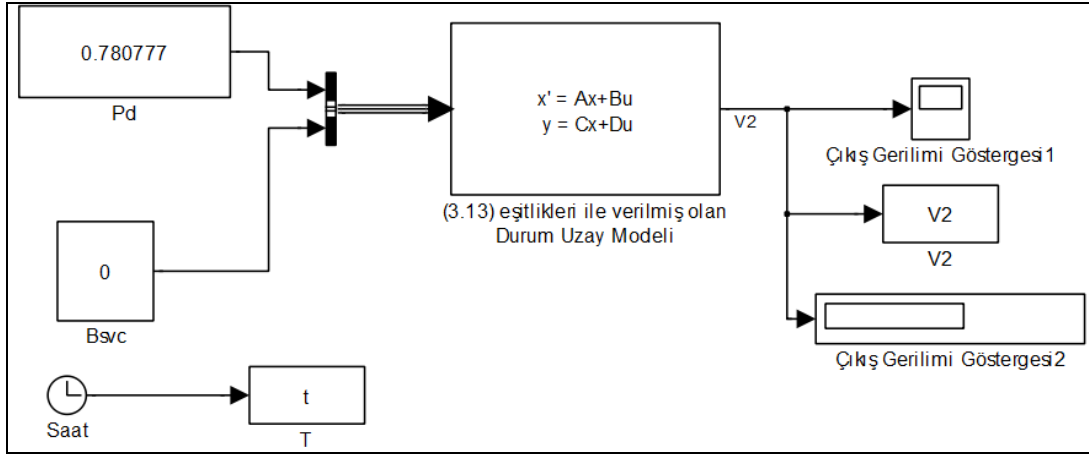 0.780777
Pd
0
Bsvc
x' = Ax+Bu
y = Cx+Du
(3.13) eşitlikleri ile verilmiş olan
Durum Uzay Modeli
V2
Çıkış Gerilimi Göstergesi1
V2
V2
Çıkış Gerilimi Göstergesi2
Saat
t
T